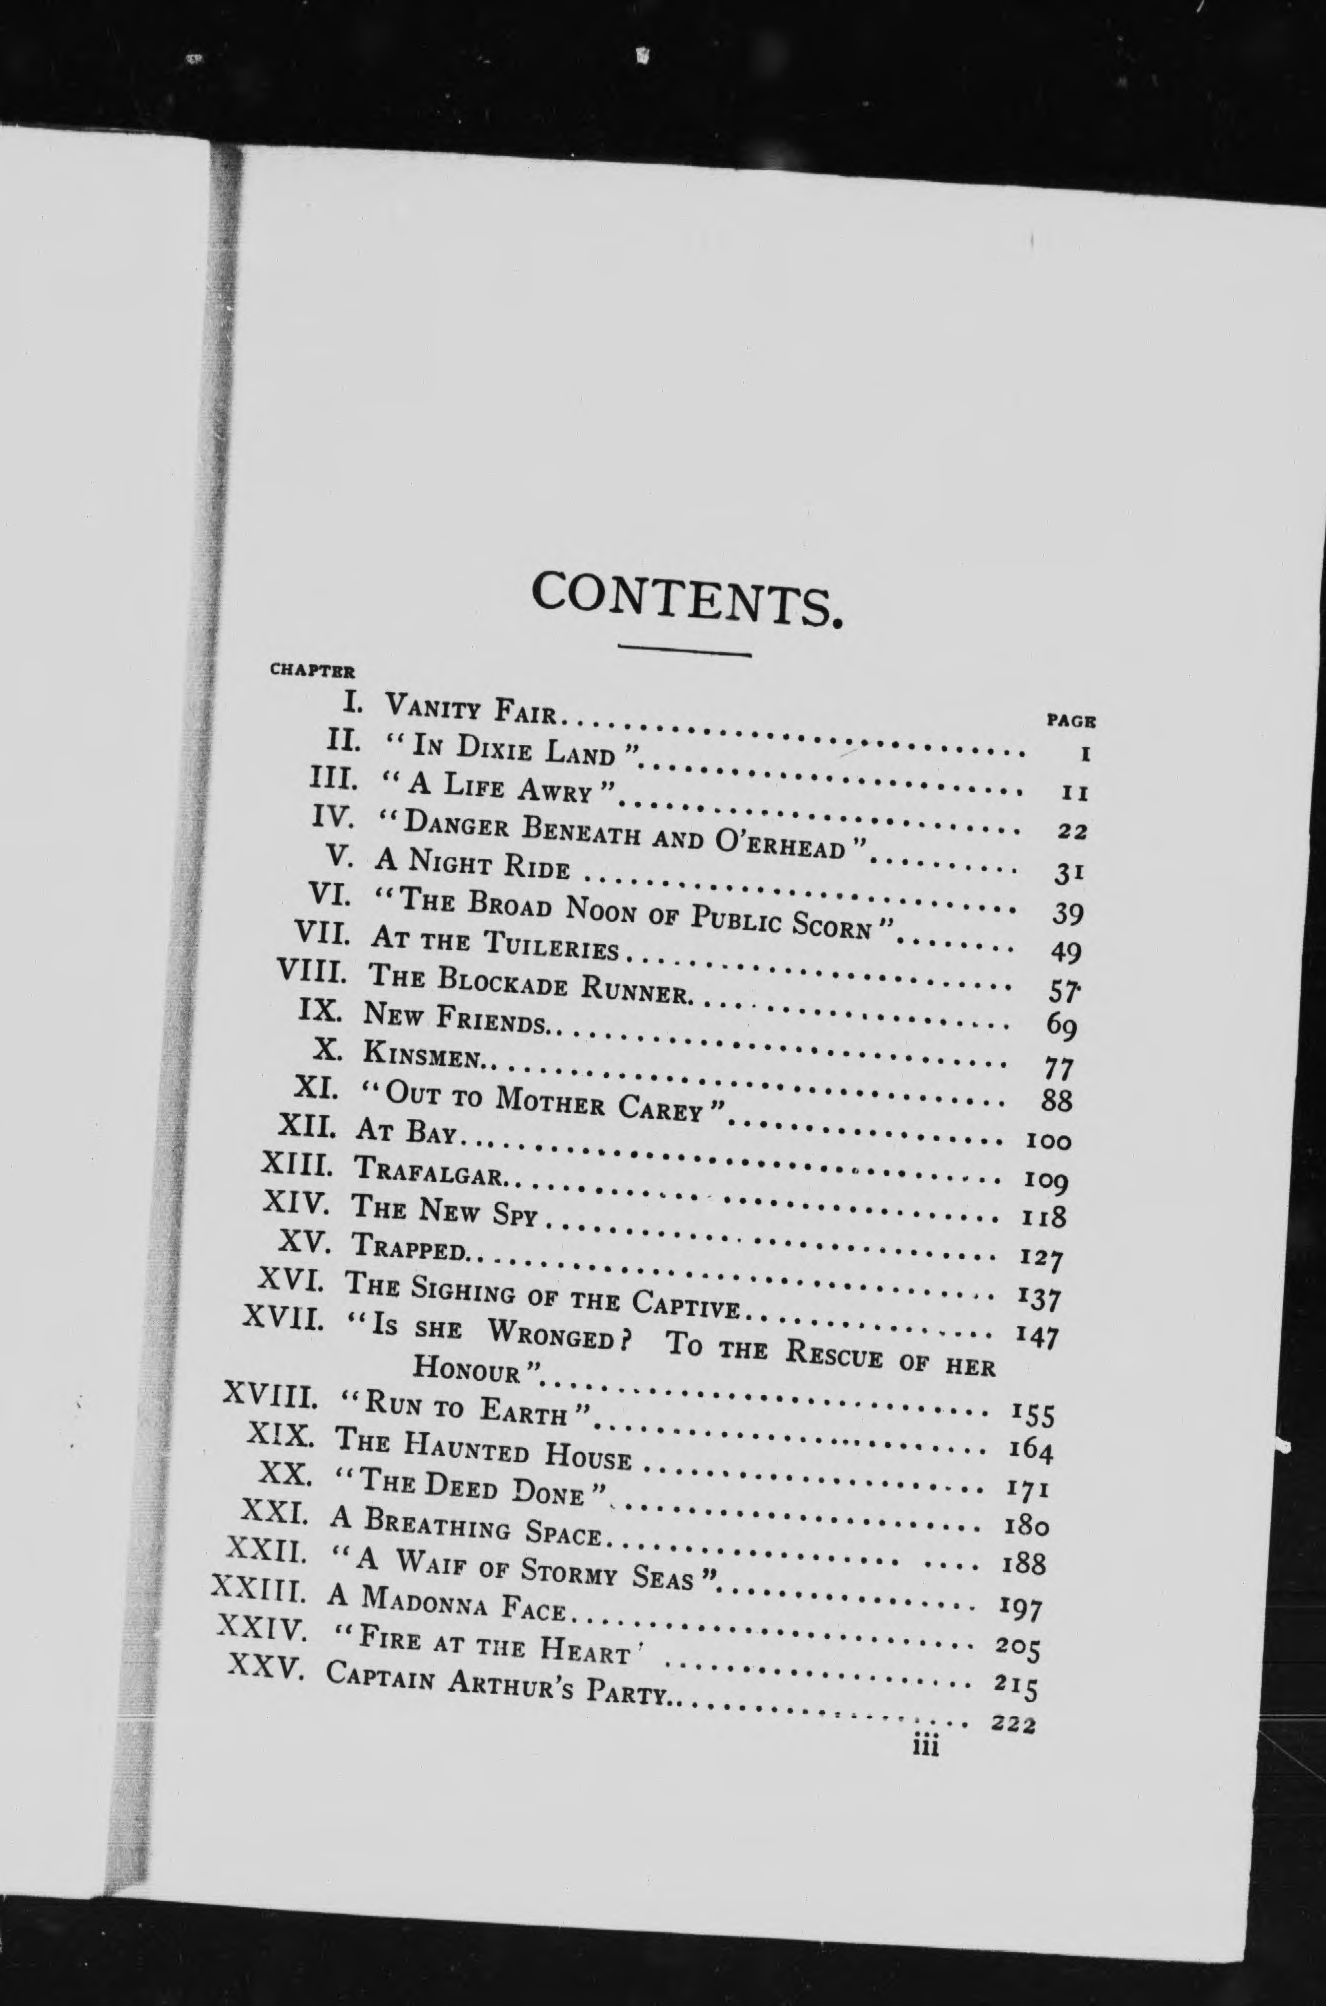 CONTENTS.
CHAPTER PAGE
I. VANITY FAIR................................ 1
II. “IN DIXIE LAND”......................... 11
III. “A LIFE AWRY”.......................... 22
IV. “DANGER BENEATH AND O'ERHEAD”.......... 31
V. A NIGHT RIDE ............................ 39
VI. “THE BROAD NOON OF PUBLIC SCORN”........ 49
VII. AT THE TUILERIES......................... 57
VIII. THE BLOCKADE RUNNER..................... 69
IX. NEW FRIENDS.............................. 77
X. KINSMEN.................................. 88
XI. “OUT TO MOTHER CAREY”.................. 100
XII. AT BAY................................... 109
XIII. TRAFALGAR................................ 118
XIV. THE NEW SPY............................. 127
XV. TRAPPED.................................. 137
XVI. THE SIGHING OF THE CAPTIVE................ 147
XVII. “IS SHE WRONGED? TO THE RESCUE OF HER
HONOUR”............................. 155
XVIII. “RUN TO EARTH”.......................... 164
XIX. THE HAUNTED HOUSE ...................... 171
XX. “THE DEED DONE”........................ 180
XXI. A BREATHING SPACE....................... 188
XXII. “A WAIF OF STORMY SEAS”................. 197
XXIII. A MADONNA FACE.......................... 205
XXIV. “FIRE AT THE HEART' .................... 215
XXV. CAPTAIN ARTHUR'S PARTY................... 222
iii